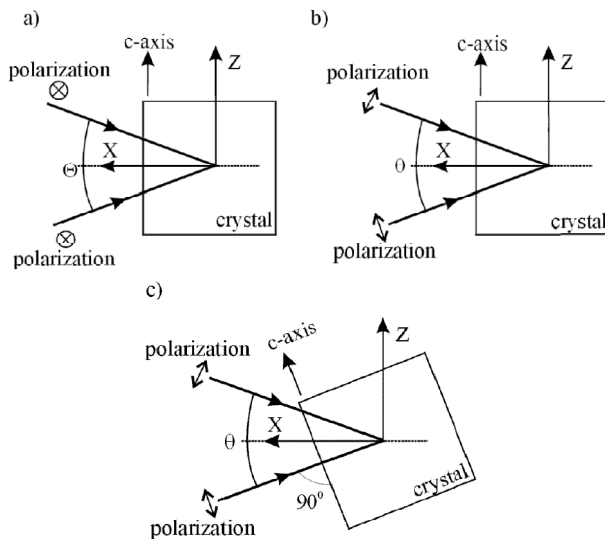 a)
c-axis
Z
polarization
X
Θ
crystal
polarization
b)
c-axis
Z
polarization
X
θ
crystal
polarization
c)
c-axis
Z
polarization
X
θ
90°
crystal
polarization